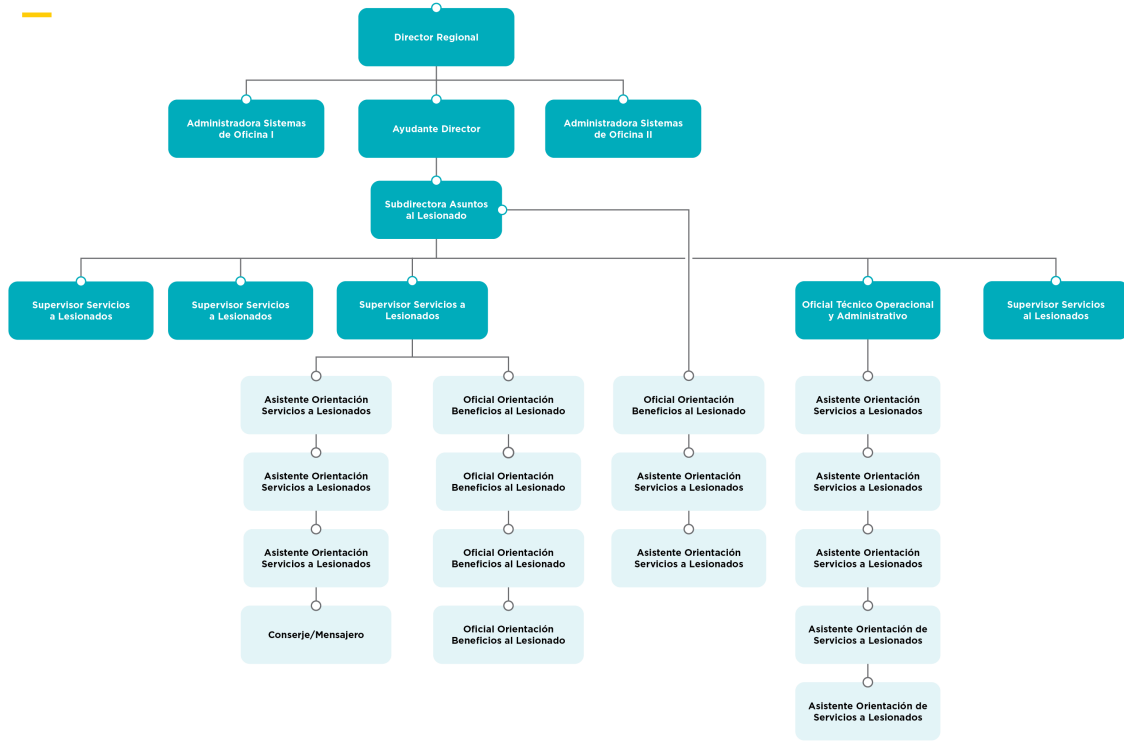 Director Regional
Administradora Sistemas
de Oficina I
Ayudante Director
Administradora Sistemas
de Oficina II
Subdirectora Asuntos
al Lesionado
Supervisor Servicios
a Lesionados
Supervisor Servicios
a Lesionados
Supervisor Servicios a
Lesionados
Oficial Técnico Operacional
y Administrativo
Supervisor Servicios
al Lesionados
Asistente Orientación
Servicios a Lesionados
Oficial Orientación
Beneficios al Lesionado
Oficial Orientación
Beneficios al Lesionado
Asistente Orientación
Servicios a Lesionados
Asistente Orientación
Servicios a Lesionados
Oficial Orientación
Beneficios al Lesionado
Asistente Orientación
Servicios a Lesionados
Asistente Orientación
Servicios a Lesionados
Asistente Orientación
Servicios a Lesionados
Oficial Orientación
Beneficios al Lesionado
Asistente Orientación
Servicios a Lesionados
Asistente Orientación
Servicios a Lesionados
Conserje/Mensajero
Oficial Orientación
Beneficios al Lesionado
Asistente Orientación de
Servicios a Lesionados
Asistente Orientación de
Servicios a Lesionados